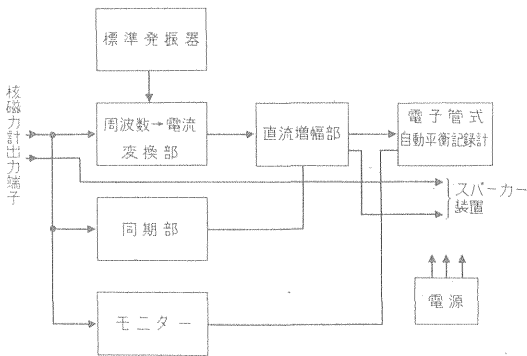 標準発振器
核磁力計出力端子
周波数→電流
変換部
直流増幅部
電子管式
自動平衡記録計
スパーカー
装置
同期部
モニター
電源